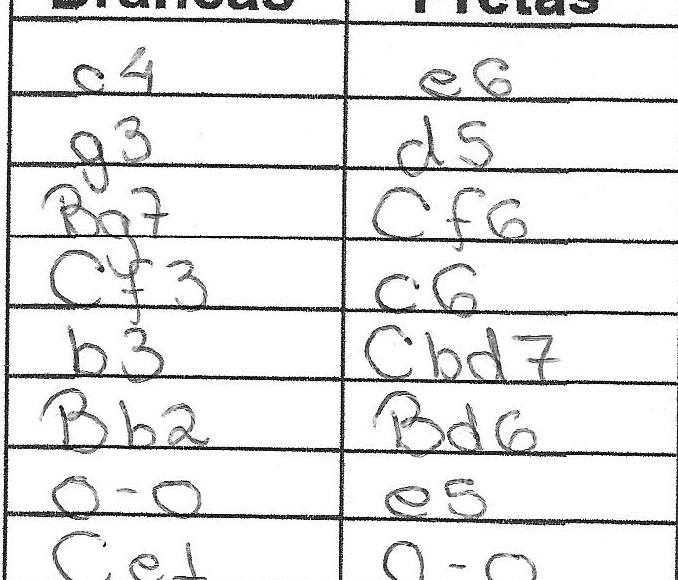 Brancas Pretas
c4 e6
g3 d5
Bg7 Cf6
Cf3 c6
b3 Cbd7
Bb2 Bd6
0-0 e5
0-0